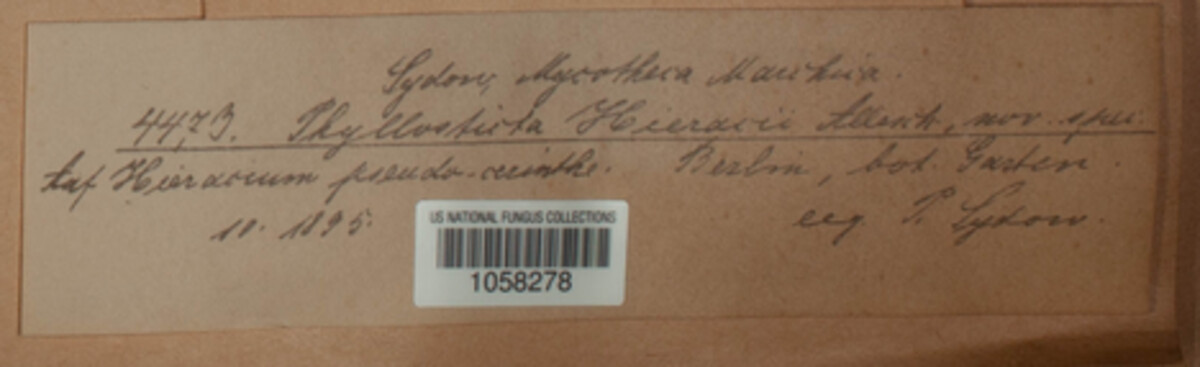 Sydow, Mycotheca Marchica.
4473. Phyllosticta Hieracii Allesch. nov. spec.
Auf Hieracium pseudo-cerinthe. Berlin, bot. Garten.
10. 1895. leg. P. Sydow.
US NATIONAL FUNGUS COLLECTIONS
1058278